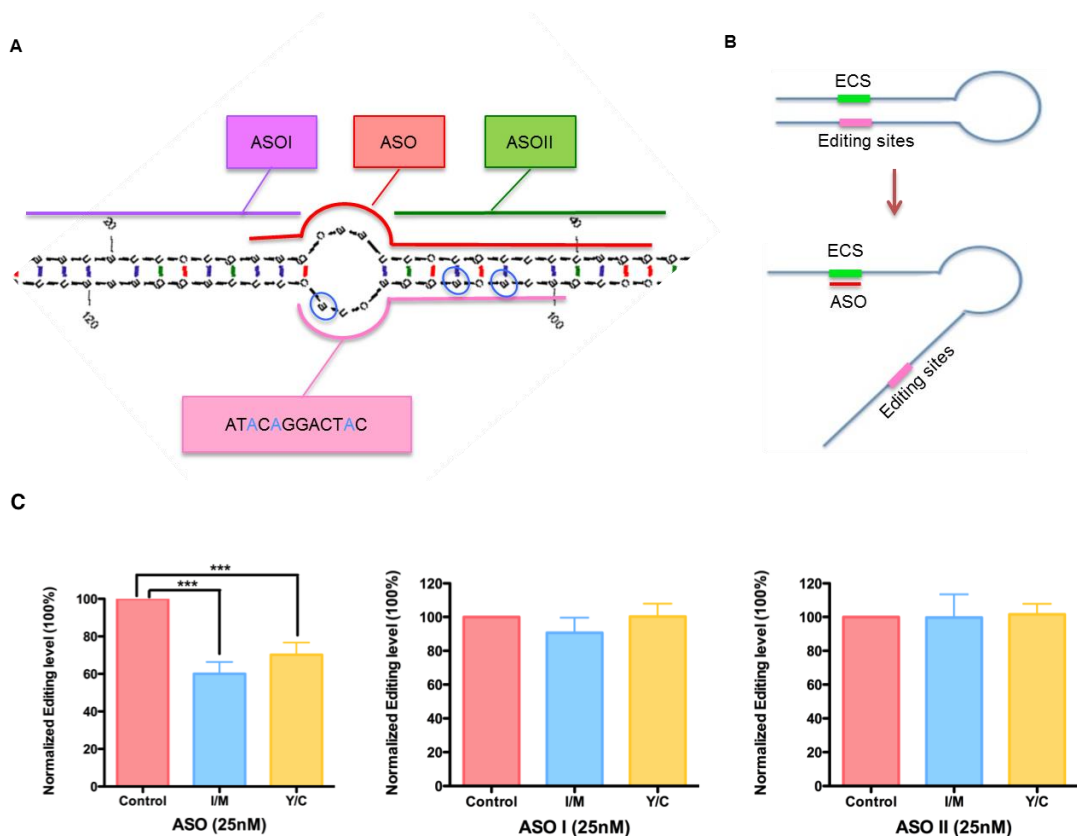 A
ASOI
ASO
ASOII
20
40
120
100
ATACAGGACTAC
B
ECS
Editing sites
ECS
ASO
Editing sites
C
Normalized Editing level (100%)
100
80
60
40
20
0
***
***
Control
I/M
Y/C
ASO (25nM)
Normalized Editing level (100%)
120
100
80
60
40
20
0
Control
I/M
Y/C
ASO I (25nM)
Normalized Editing level (100%)
120
100
80
60
40
20
0
Control
I/M
Y/C
ASO II (25nM)